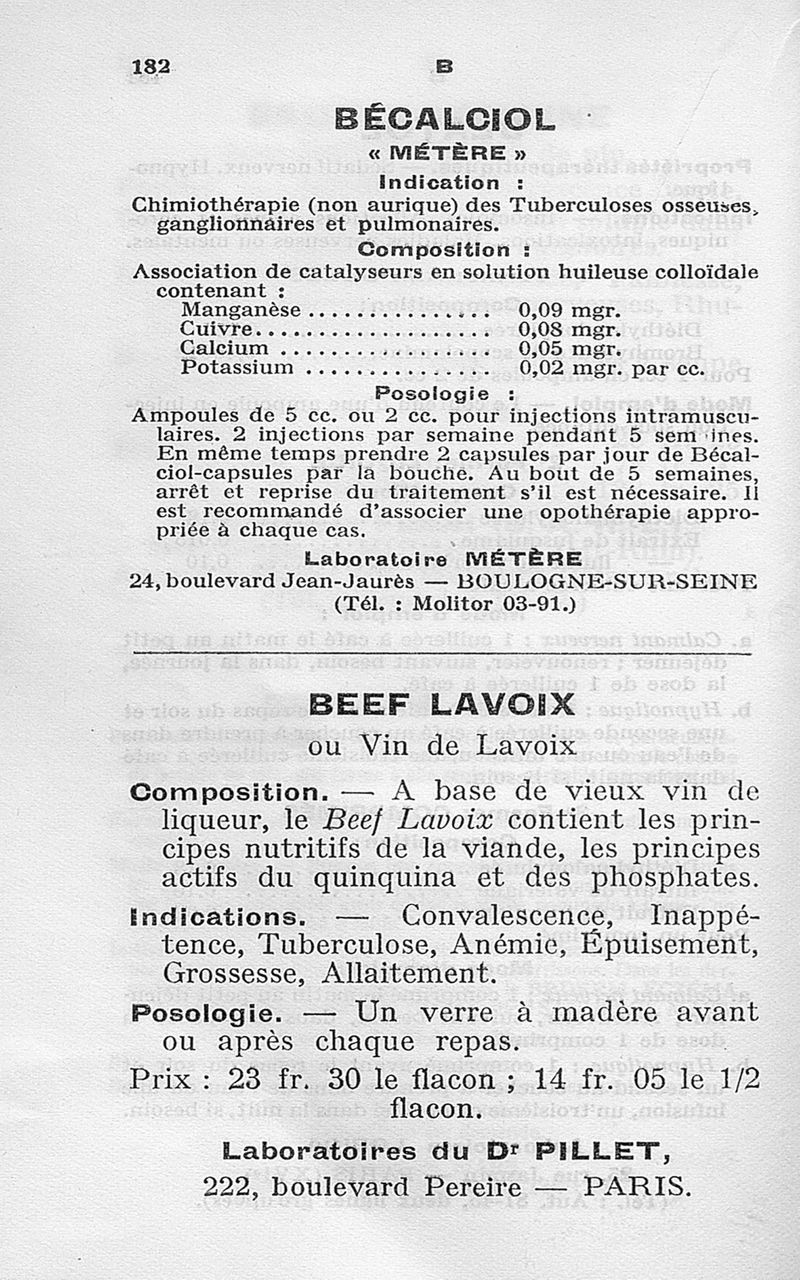 182 B
BÉCALCIOL
« MÉTÈRE »
Indication :
Chimiothérapie (non aurique) des Tuberculoses osseuses,
ganglionnaires et pulmonaires.
Composition :
Association de catalyseurs en solution huileuse colloïdale
contenant :
Manganèse ............... 0,09 mgr.
Cuivre.................... 0,08 mgr.
Calcium .................. 0,05 mgr.
Potassium ................ 0,02 mgr. par cc.
Posologie :
Ampoules de 5 cc. ou 2 cc. pour injections intramuscu-
laires. 2 injections par semaine pendant 5 sem ines.
En même temps prendre 2 capsules par jour de Bécal-
ciol-capsules par la bouche. Au bout de 5 semaines,
arrêt et reprise du traitement s'il est nécessaire. Il
est recommandé d'associer une opothérapie appro-
priée à chaque cas.
Laboratoire MÉTÈRE
24, boulevard Jean-Jaurès — BOULOGNE-SUR-SEINE
(Tél. : Molitor 03-91.)
BEEF LAVOIX
ou Vin de Lavoix
Composition. — A base de vieux vin de
liqueur, le Beef Lavoix contient les prin-
cipes nutritifs de la viande, les principes
actifs du quinquina et des phosphates.
Indications. — Convalescence, Inappé-
tence, Tuberculose, Anémie, Épuisement,
Grossesse, Allaitement.
Posologie. — Un verre à madère avant
ou après chaque repas.
Prix : 23 fr. 30 le flacon ; 14 fr. 05 le 1/2
flacon.
Laboratoires du Dr PILLET,
222, boulevard Pereire — PARIS.